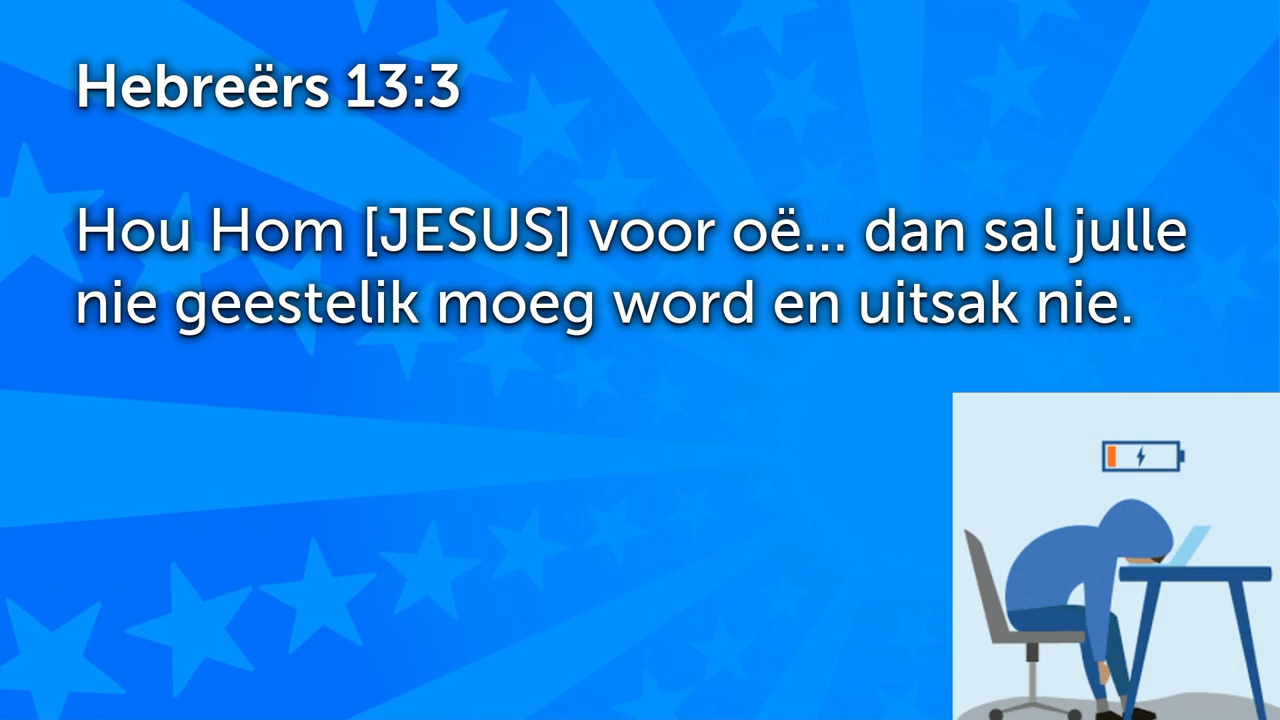 Hebreërs 13:3
Hou Hom [JESUS] voor oë... dan sal julle
nie geestelik moeg word en uitsak nie.